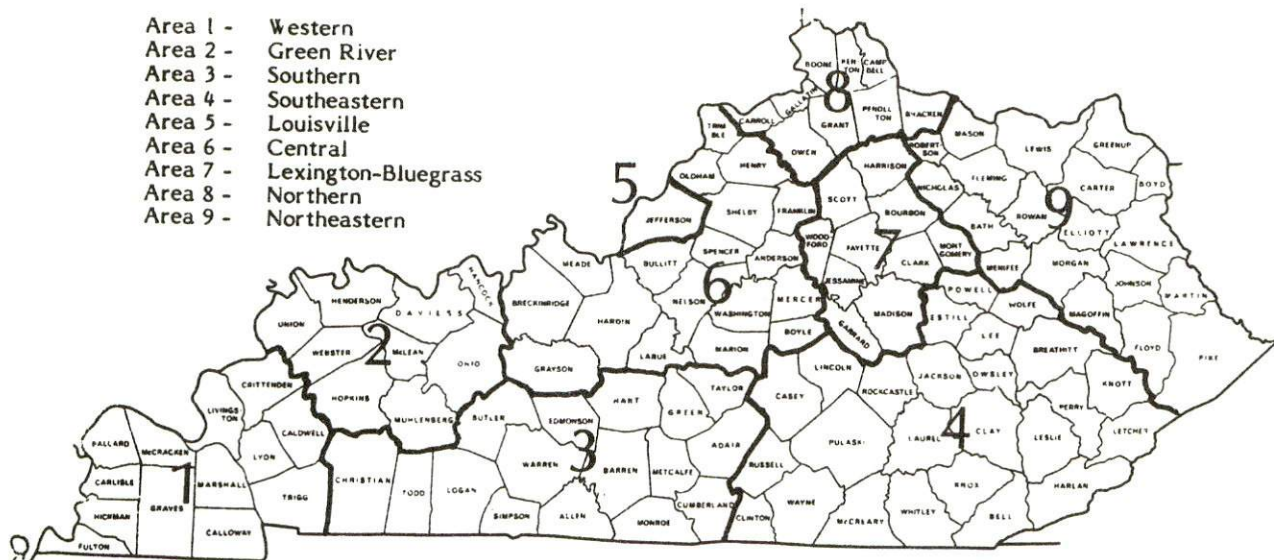 Area 1 - Western
Area 2 - Green River
Area 3 - Southern
Area 4 - Southeastern
Area 5 - Louisville
Area 6 - Central
Area 7 - Lexington-Bluegrass
Area 8 - Northern
Area 9 - Northeastern
BOONE
KENTON
CAMPBELL
8
GALLATIN
CARROLL
GRANT
PENDLETON
BRACKEN
OWEN
TRIMBLE
MASON
LEWIS
GREENUP
ROBERTSON
HENRY
HARRISON
OLDHAM
5
FLEMING
CARTER
BOYD
NICHOLAS
9
ROWAN
SCOTT
SHELBY
FRANKLIN
BOURBON
JEFFERSON
BATH
ELLIOTT
LAWRENCE
WOODFORD
FAYETTE
7
MONTGOMERY
SPENCER
ANDERSON
CLARK
MENIFEE
MORGAN
MEADE
BULLITT
JESSAMINE
POWELL
JOHNSON
MARTIN
HANCOCK
BRECKINRIDGE
NELSON
6
MERCER
WASHINGTON
MADISON
ESTILL
WOLFE
MAGOFFIN
HENDERSON
DAVIESS
HARDIN
BOYLE
GARRARD
LEE
UNION
WEBSTER
2
McLEAN
OHIO
LARUE
MARION
BREATHITT
FLOYD
PIKE
GRAYSON
LINCOLN
JACKSON
OWSLEY
KNOTT
CRITTENDEN
HOPKINS
MUHLENBERG
BUTLER
EDMONSON
HART
GREEN
TAYLOR
CASEY
ROCKCASTLE
PERRY
LIVINGSTON
CALDWELL
ADAIR
PULASKI
LAUREL
4
CLAY
LESLIE
LETCHEY
BALLARD
McCRACKEN
LYON
WARREN
3
BARREN
METCALFE
RUSSELL
CARLISLE
1
MARSHALL
TRIGG
CHRISTIAN
TODD
LOGAN
KNOX
HARLAN
HICKMAN
GRAVES
CALLOWAY
SIMPSON
ALLEN
MONROE
CUMBERLAND
CLINTON
WAYNE
McCREARY
WHITLEY
BELL
FULTON